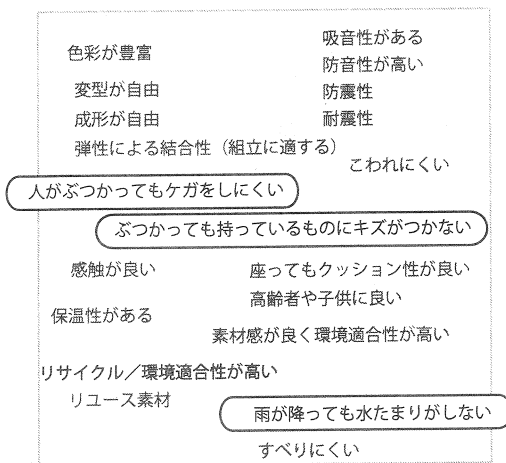 色彩が豊富
吸音性がある
防音性が高い
変型が自由
防震性
成形が自由
耐震性
弾性による結合性（組立に適する）
こわれにくい
人がぶつかってもケガをしにくい
ぶつかっても持っているものにキズがつかない
感触が良い
座ってもクッション性が良い
高齢者や子供に良い
保温性がある
素材感が良く環境適合性が高い
リサイクル／環境適合性が高い
リユース素材
雨が降っても水たまりがしない
すべりにくい